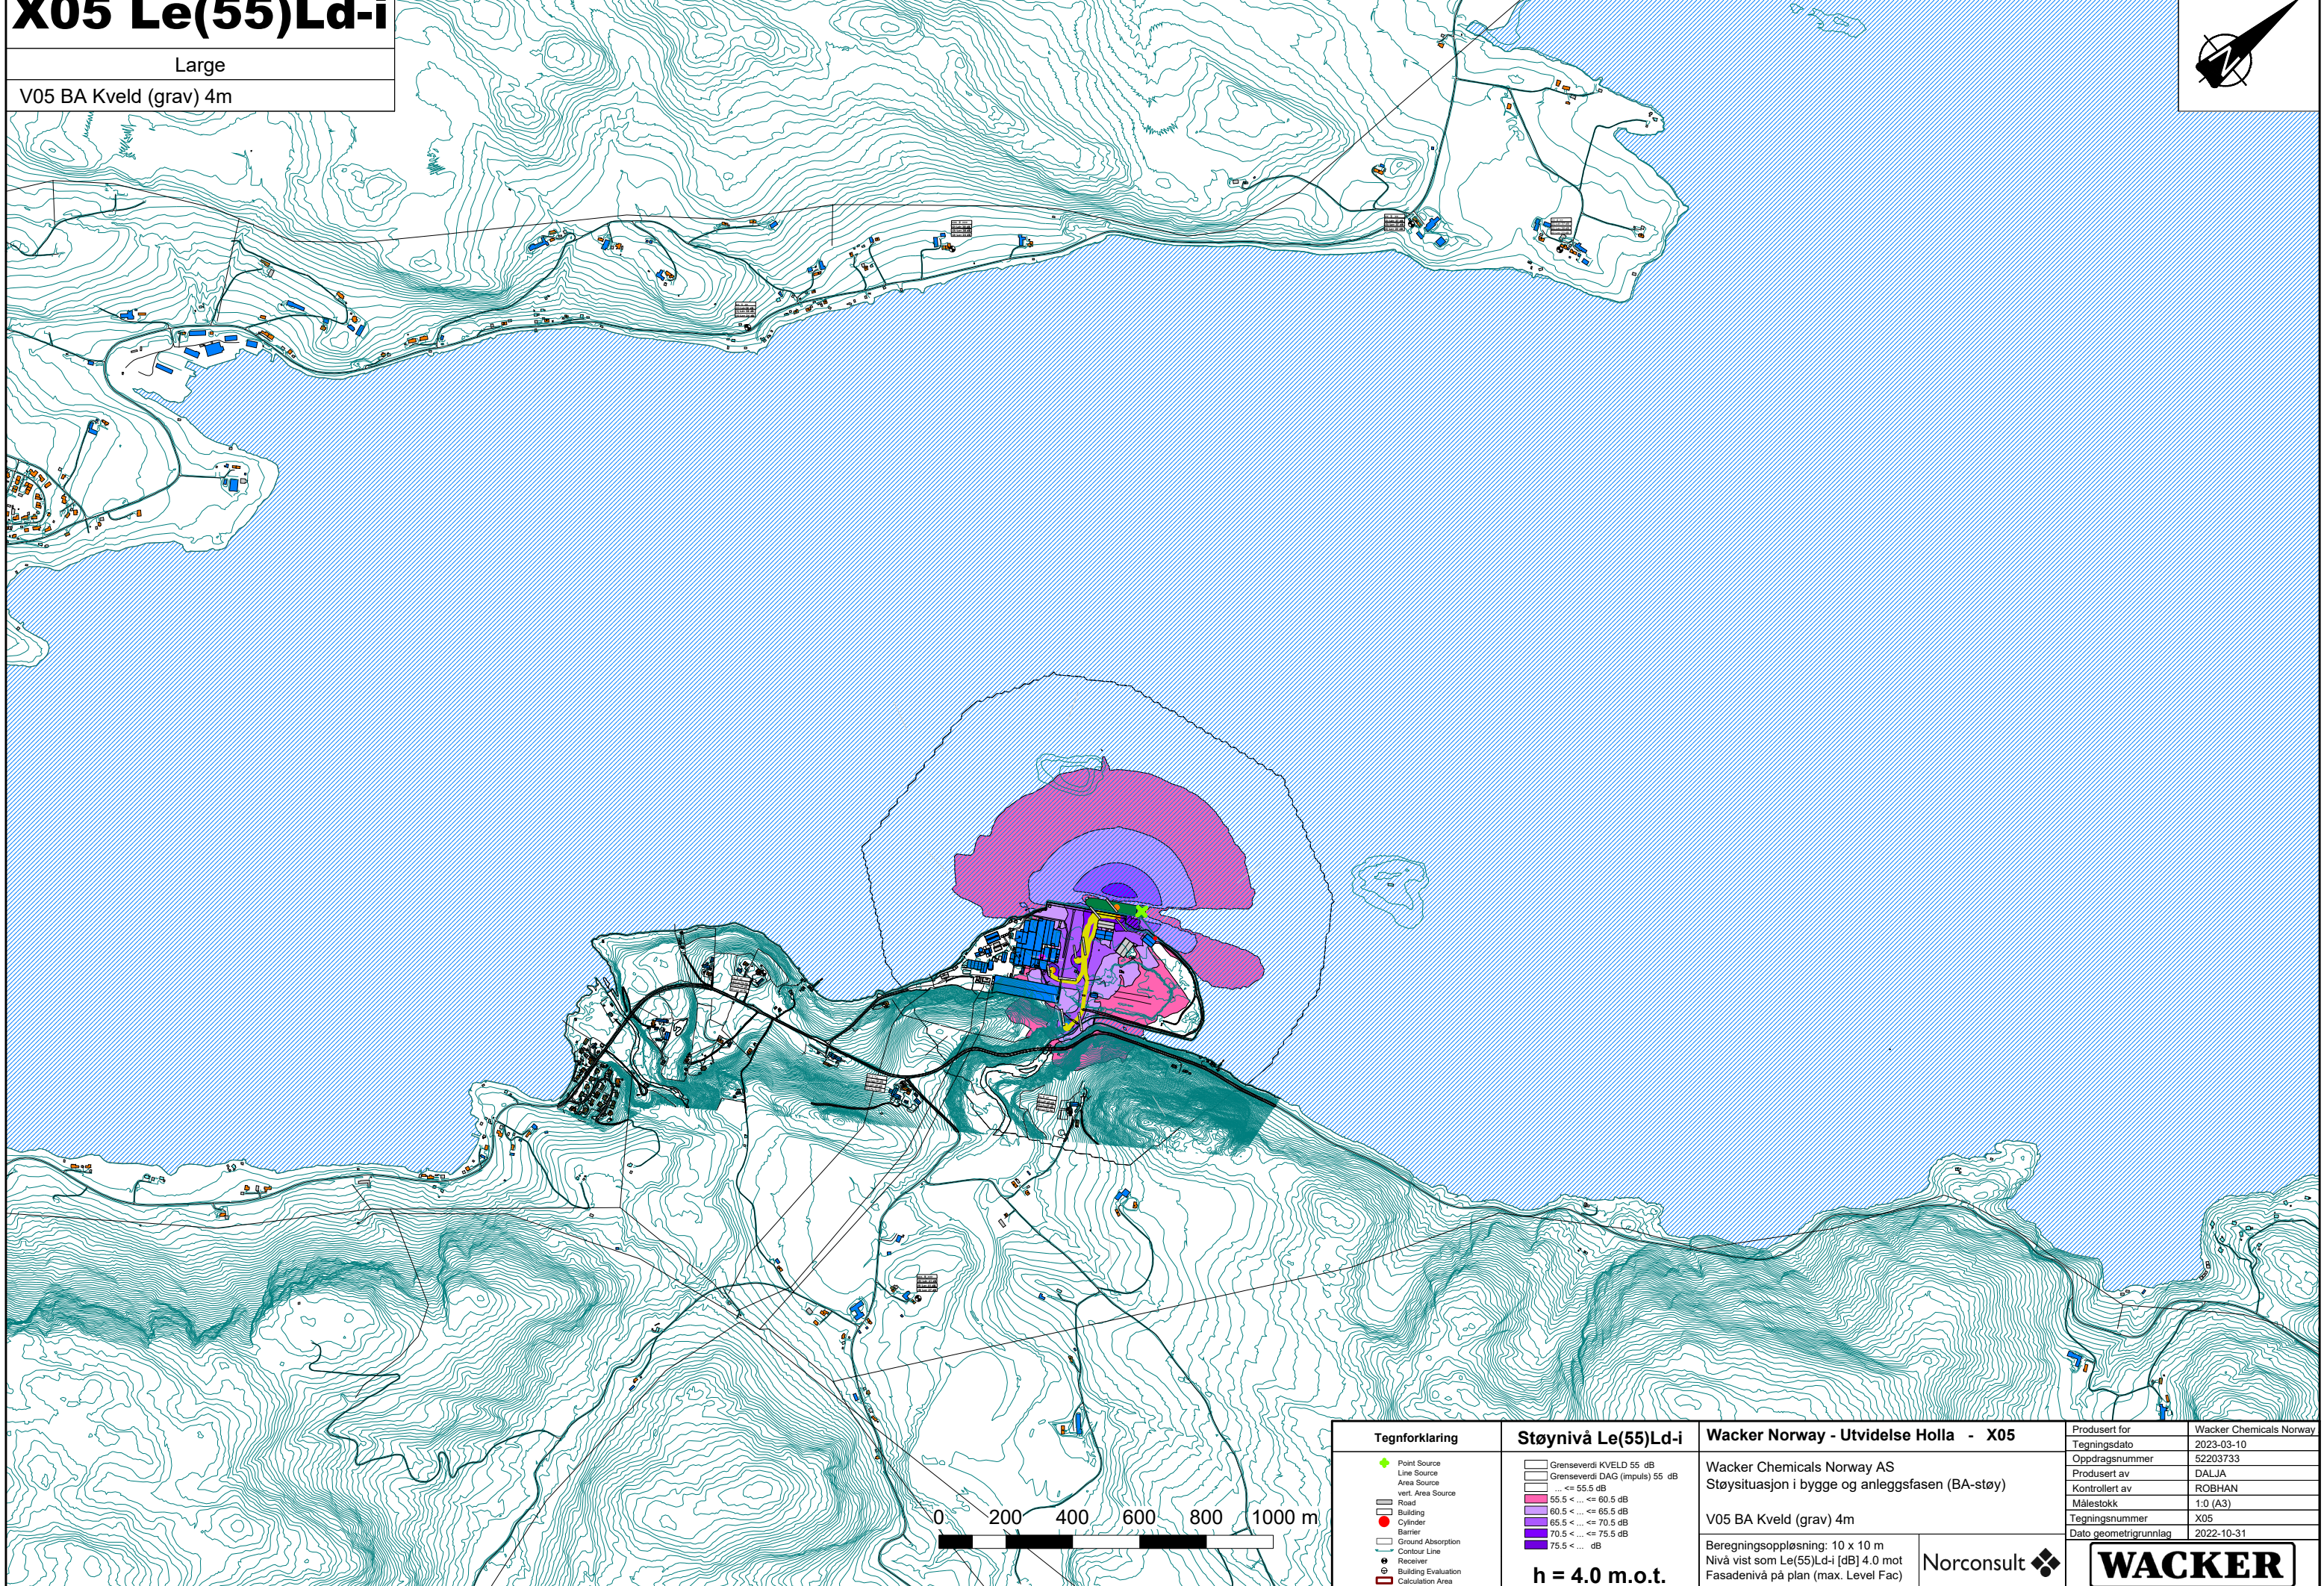 X05 Le(55)Ld-i
Large
V05 BA Kveld (grav) 4m
0 200 400 600 800 1000 m
Tegnforklaring
Point Source
Line Source
Area Source
vert. Area Source
Road
Building
Cylinder
Barrier
Ground Absorption
Contour Line
Receiver
Building Evaluation
Calculation Area
Støynivå Le(55)Ld-i
Grenseverdi KVELD 55 dB
Grenseverdi DAG (impuls) 55 dB
... <= 55.5 dB
55.5 < ... <= 60.5 dB
60.5 < ... <= 65.5 dB
65.5 < ... <= 70.5 dB
70.5 < ... <= 75.5 dB
75.5 < ... dB
h = 4.0 m.o.t.
Wacker Norway - Utvidelse Holla - X05
Wacker Chemicals Norway AS
Støysituasjon i bygge og anleggsfasen (BA-støy)
V05 BA Kveld (grav) 4m
Beregningsoppløsning: 10 x 10 m
Nivå vist som Le(55)Ld-i [dB] 4.0 mot
Fasadenivå på plan (max. Level Fac)
Norconsult
Produsert for Wacker Chemicals Norway
Tegningsdato 2023-03-10
Oppdragsnummer 52203733
Produsert av DALJA
Kontrollert av ROBHAN
Målestokk 1:0 (A3)
Tegningsnummer X05
Dato geometrigrunnlag 2022-10-31
WACKER